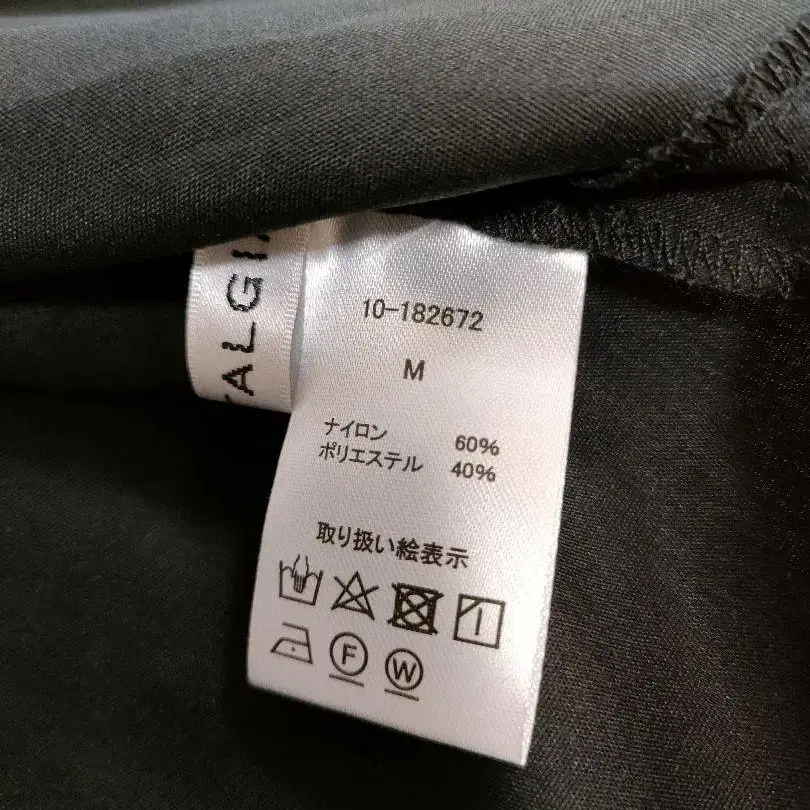 TALGI
10-182672
M
ナイロン 60%
ポリエステル 40%
取り扱い絵表示
F W